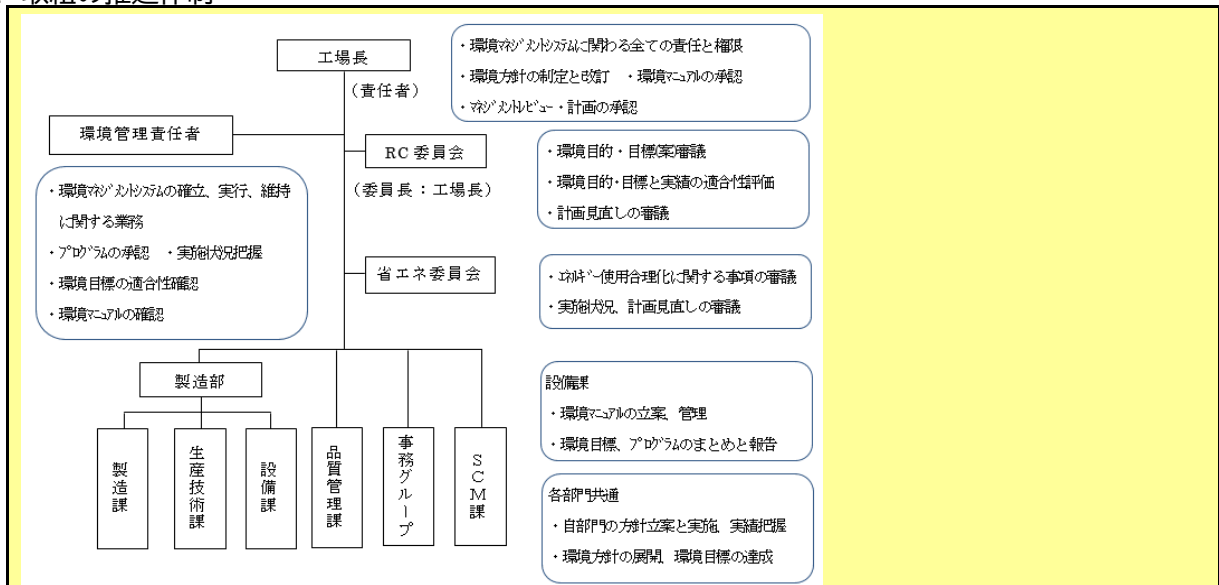 取組の推進体制
工場長
(責任者)
・環境ﾏﾈｼﾞﾒﾝﾄｼｽﾃﾑに関わる全ての責任と権限
・環境方針の制定と改訂 ・環境ﾏﾆｭｱﾙの承認
・ﾏﾈｼﾞﾒﾝﾄﾚﾋﾞｭー・計画の承認
環境管理責任者
・環境ﾏﾈｼﾞﾒﾝﾄｼｽﾃﾑの確立、実行、維持
に関する業務
・ﾌﾟﾛｸﾞﾗﾑの承認 ・実施状況把握
・環境目標の適合性確認
・環境ﾏﾆｭｱﾙの確認
RC 委員会
(委員長:工場長)
・環境目的・目標(案)審議
・環境目的・目標と実績の適合性評価
・計画見直しの審議
省エネ委員会
・ｴﾈﾙｷﾞｰ使用合理化に関する事項の審議
・実施状況、計画見直しの審議
製造部
製造課
生産技術課
設備課
品質管理課
事務グループ
SCM課
設備課
・環境ﾏﾆｭｱﾙの立案、管理
・環境目標、ﾌﾟﾛｸﾞﾗﾑのまとめと報告
各部門共通
・自部門の方針立案と実施、実績把握
・環境方針の展開、環境目標の達成